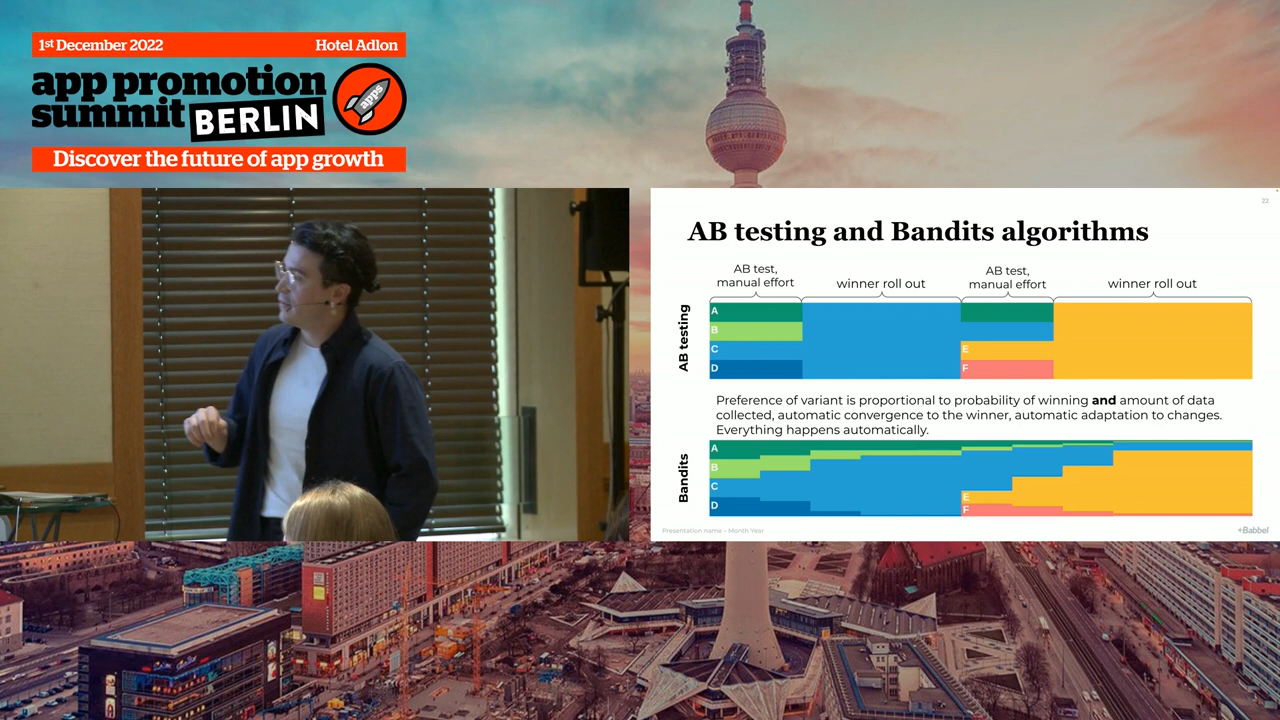 1st December 2022
Hotel Adlon
app promotion
summit BERLIN
apps
Discover the future of app growth
22
AB testing and Bandits algorithms
AB test,
manual effort
winner roll out
AB test,
manual effort
winner roll out
AB testing
A
B
C
D
E
F
Preference of variant is proportional to probability of winning and amount of data
collected, automatic convergence to the winner, automatic adaptation to changes.
Everything happens automatically.
Bandits
A
B
C
D
E
F
Presentation name – Month Year
+Babbel